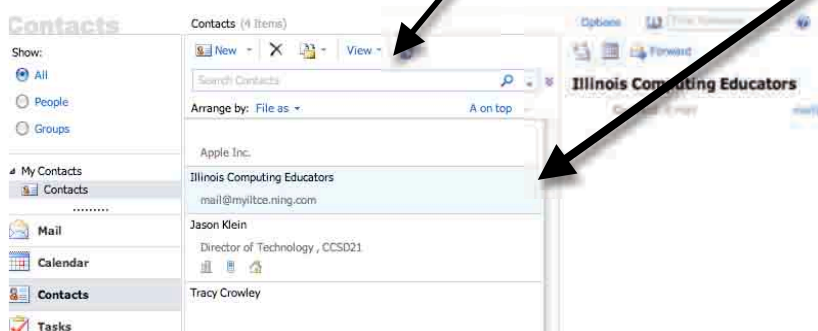 Contacts
Contacts (4 Items)
Options
Show:
New
View
All
Forward
People
Search Contacts
Illinois Computing Educators
Groups
Arrange by: File as
A on top
Apple Inc.
My Contacts
Contacts
Illinois Computing Educators
mail@myiltce.ning.com
Mail
Jason Klein
Director of Technology , CCSD21
Calendar
Contacts
Tracy Crowley
Tasks